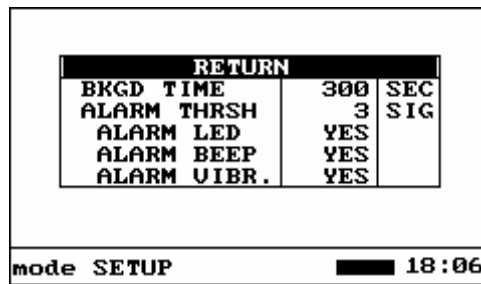 RETURN
BKGD TIME 300 SEC
ALARM THRSH 3 SIG
ALARM LED YES
ALARM BEEP YES
ALARM VIBR. YES
mode SETUP 18:06